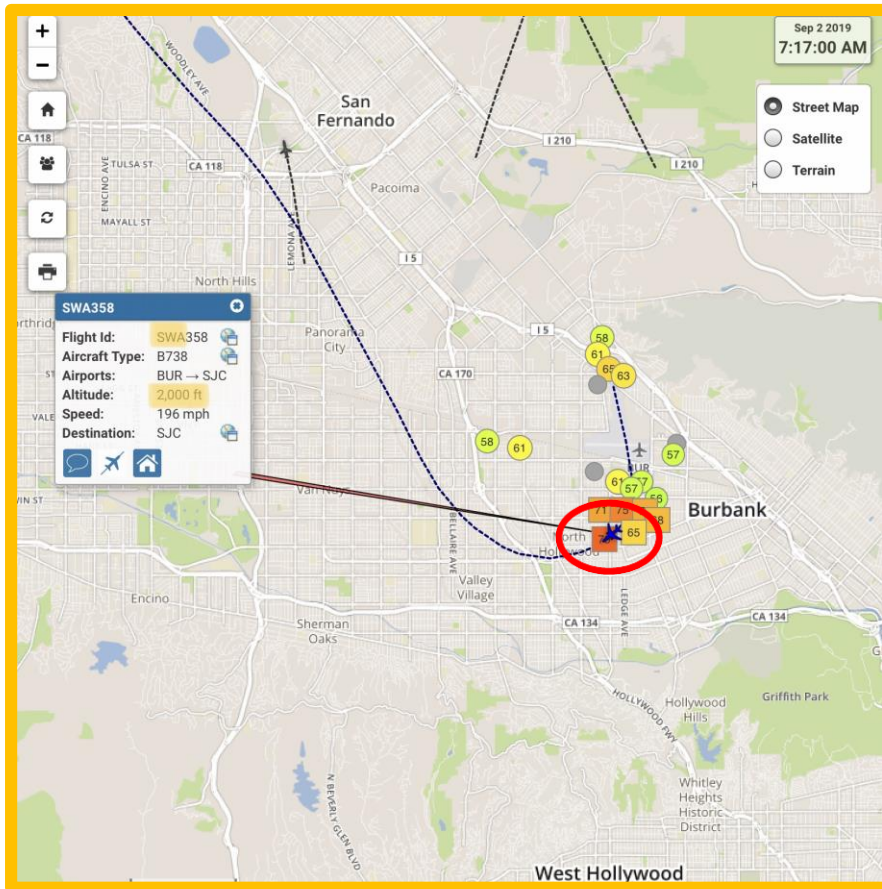 +
−
Sep 2 2019
7:17:00 AM
Street Map
Satellite
Terrain
WOODLEY AVE
San
Fernando
CA 118
I 210
I 210
TULSA ST
CA 118
ENCINO AVE
MAYALL ST
Pacoima
LEMONA AVE
I 5
North Hills
SWA358
Flight Id: SWA358
Aircraft Type: B738
Airports: BUR → SJC
Altitude: 2,000 ft
Speed: 196 mph
Destination: SJC
Panorama
City
I 5
CA 170
58
61
65
63
58
61
57
BUR
61
57
56
71
75
65
Van Nuys
BELLAIRE AVE
North
Hollywood
Burbank
Valley
Village
LEDGE AVE
Encino
Sherman
Oaks
CA 134
CA 134
HOLLYWOOD FWY
Hollywood
Hills
Griffith Park
N BEVERLY GLEN BLVD
Whitley
Heights
Historic
District
West Hollywood